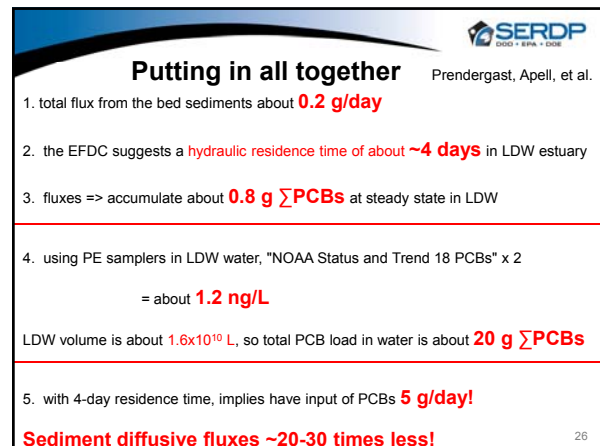 SERDP
DOD • EPA • DOE
Putting in all together Prendergast, Apell, et al.
1. total flux from the bed sediments about 0.2 g/day
2. the EFDC suggests a hydraulic residence time of about ~4 days in LDW estuary
3. fluxes => accumulate about 0.8 g ∑PCBs at steady state in LDW
4. using PE samplers in LDW water, "NOAA Status and Trend 18 PCBs" x 2
= about 1.2 ng/L
LDW volume is about 1.6x10¹⁰ L, so total PCB load in water is about 20 g ∑PCBs
5. with 4-day residence time, implies have input of PCBs 5 g/day!
Sediment diffusive fluxes ~20-30 times less!
26